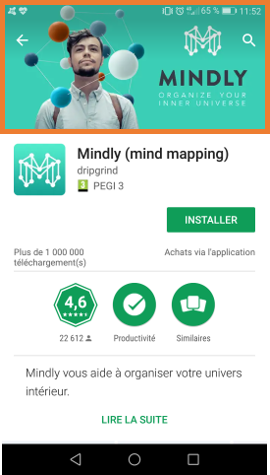 65 % 11:52
MINDLY
ORGANIZE YOUR
INNER UNIVERSE
Mindly (mind mapping)
dripgrind
3 PEGI 3
INSTALLER
Plus de 1 000 000
téléchargement(s)
Achats via l'application
4,6
22 612
Productivité
Similaires
Mindly vous aide à organiser votre univers
intérieur.
LIRE LA SUITE